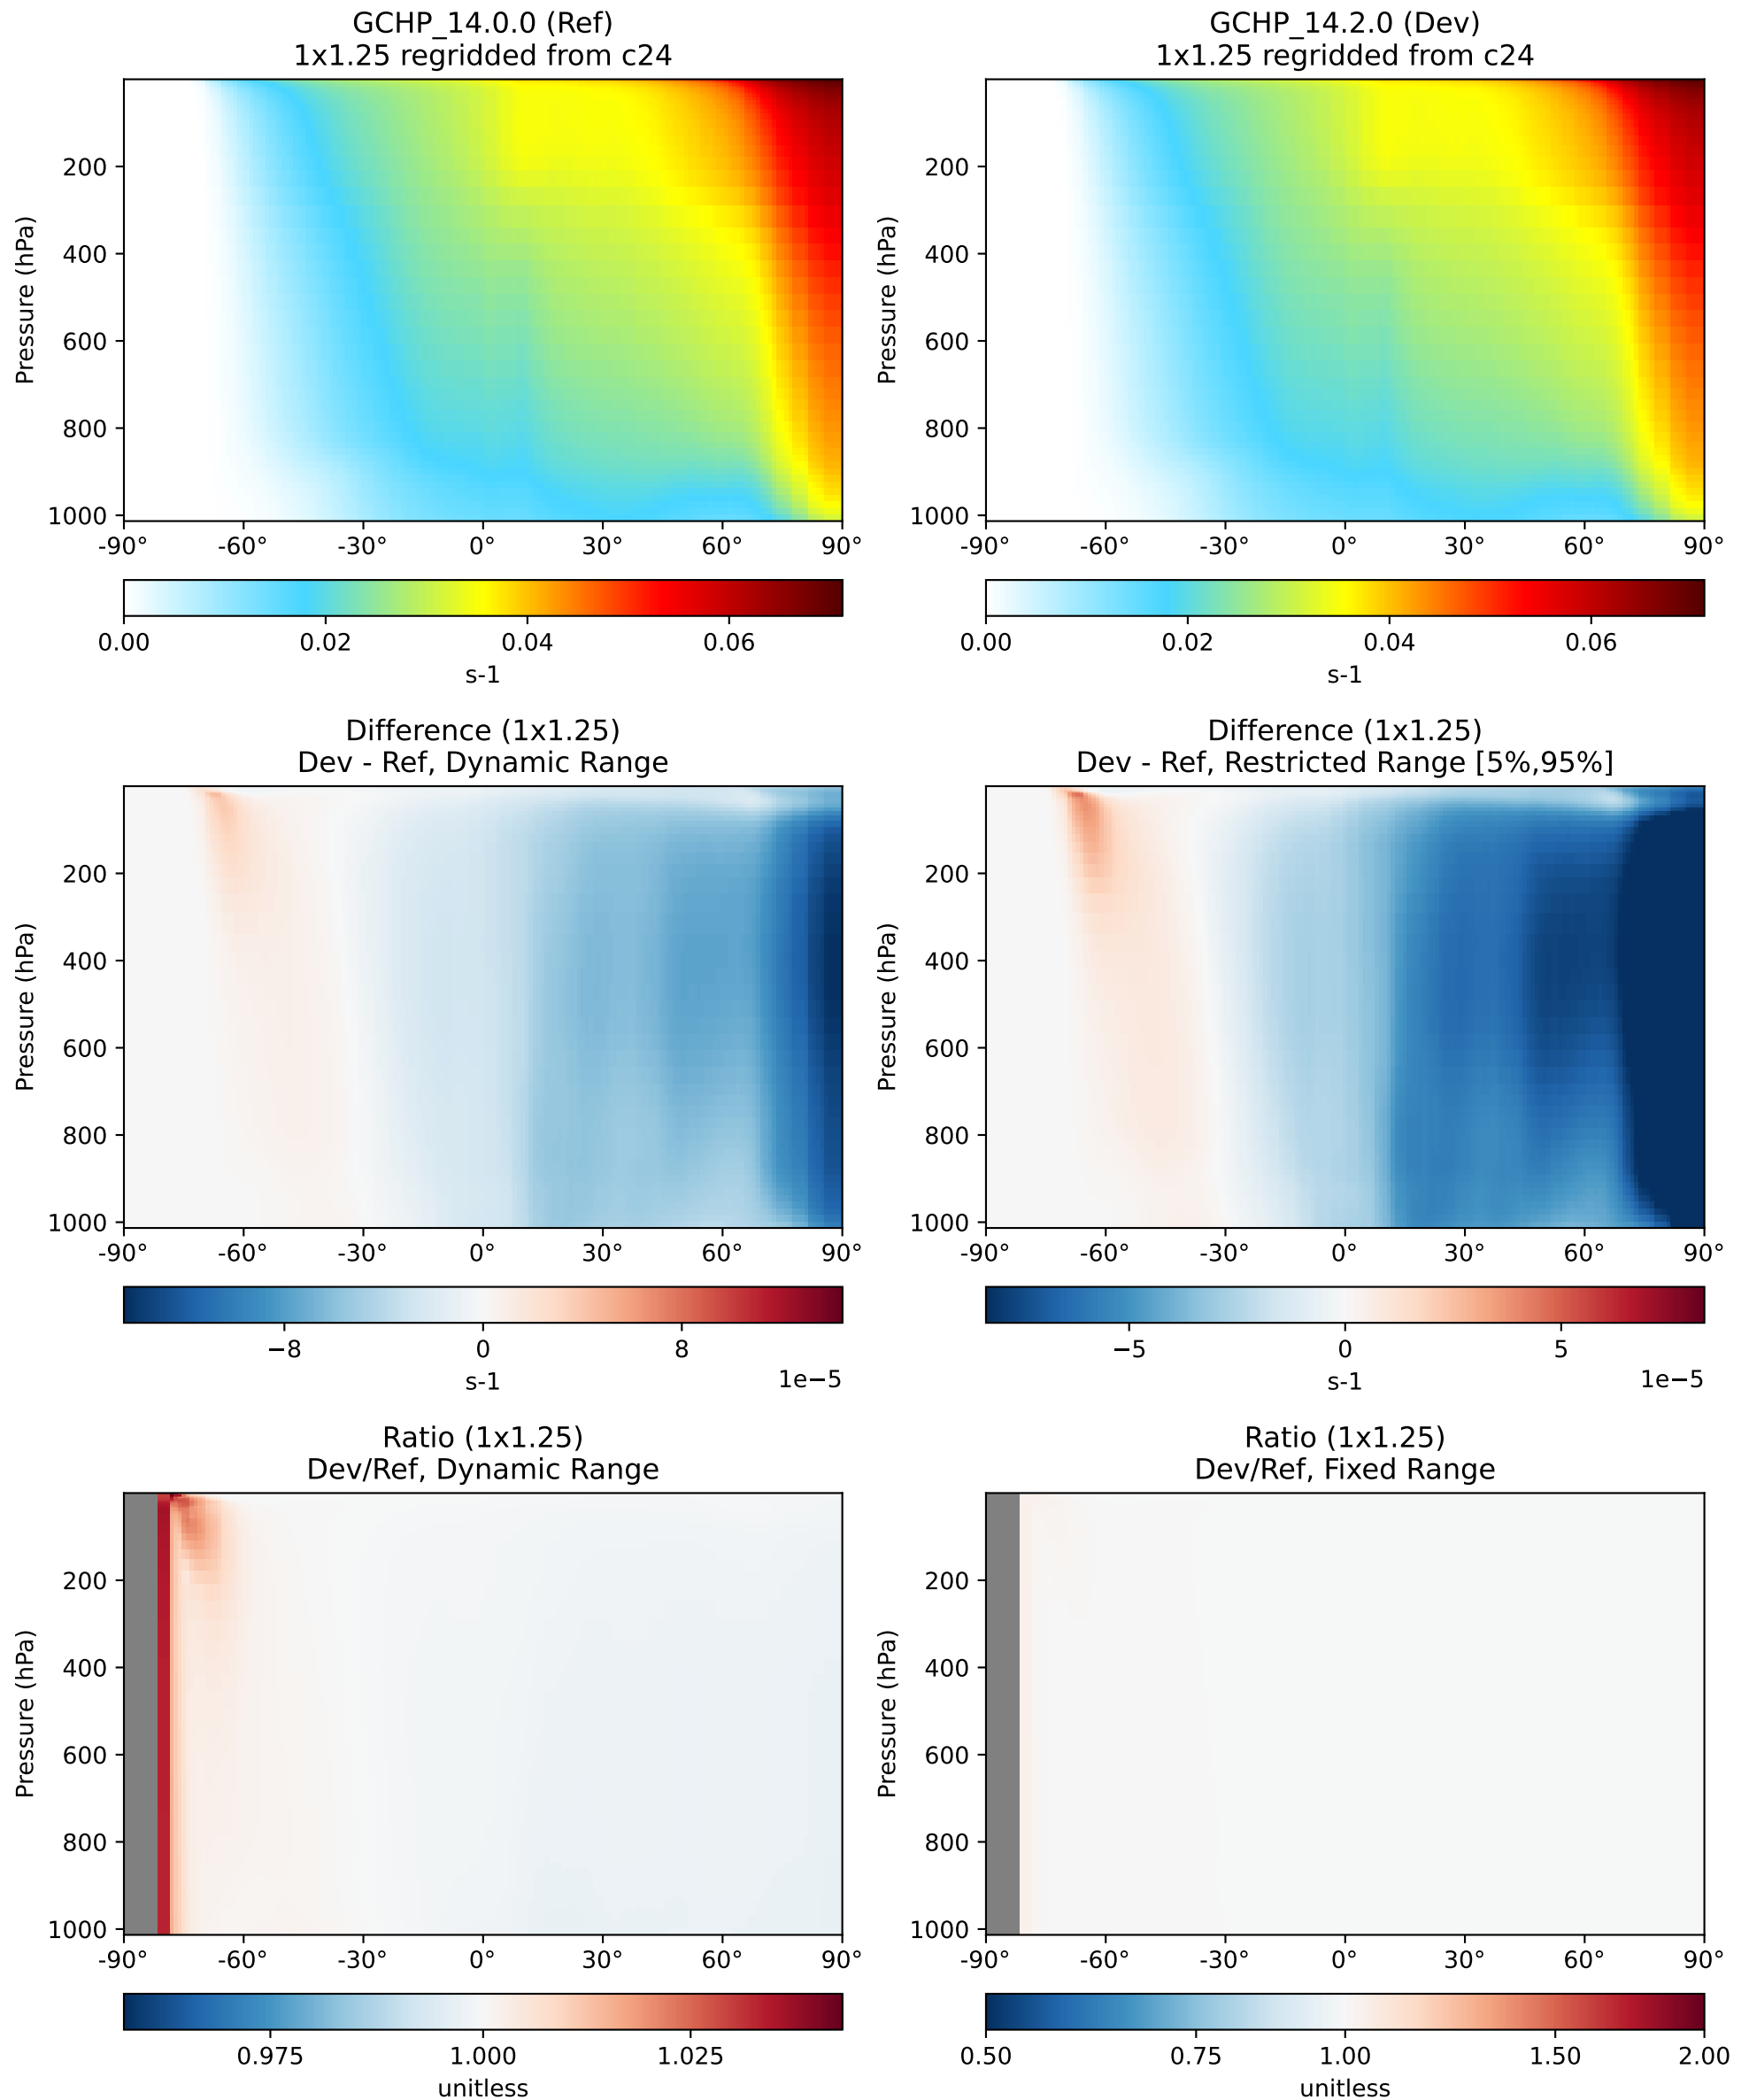 GCHP_14.0.0 (Ref)
1x1.25 regridded from c24
GCHP_14.2.0 (Dev)
1x1.25 regridded from c24
Pressure (hPa)
200
400
600
800
1000
-90° -60° -30° 0° 30° 60° 90°
0.00 0.02 0.04 0.06
s-1
Pressure (hPa)
200
400
600
800
1000
-90° -60° -30° 0° 30° 60° 90°
0.00 0.02 0.04 0.06
s-1
Difference (1x1.25)
Dev - Ref, Dynamic Range
Difference (1x1.25)
Dev - Ref, Restricted Range [5%,95%]
Pressure (hPa)
200
400
600
800
1000
-90° -60° -30° 0° 30° 60° 90°
−8 0 8
s-1
1e−5
Pressure (hPa)
200
400
600
800
1000
-90° -60° -30° 0° 30° 60° 90°
−5 0 5
s-1
1e−5
Ratio (1x1.25)
Dev/Ref, Dynamic Range
Ratio (1x1.25)
Dev/Ref, Fixed Range
Pressure (hPa)
200
400
600
800
1000
-90° -60° -30° 0° 30° 60° 90°
0.975 1.000 1.025
unitless
Pressure (hPa)
200
400
600
800
1000
-90° -60° -30° 0° 30° 60° 90°
0.50 0.75 1.00 1.50 2.00
unitless